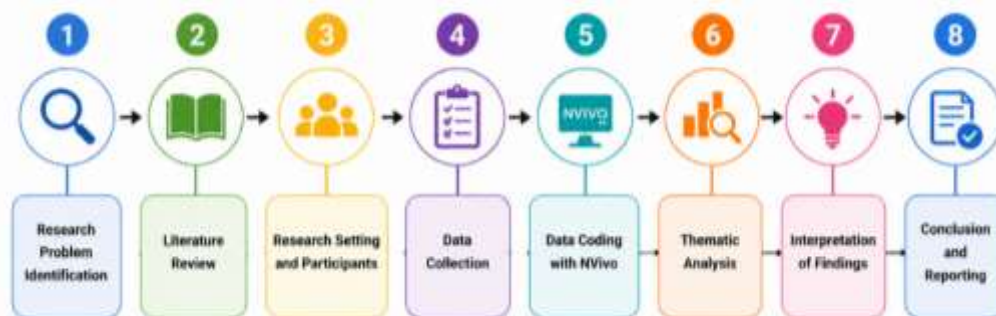 1 2 3 4 5 6 7 8
NVIVO
Research
Problem
Identification
Literature
Review
Research Setting
and Participants
Data
Collection
Data Coding
with NVivo
Thematic
Analysis
Interpretation
of Findings
Conclusion
and
Reporting